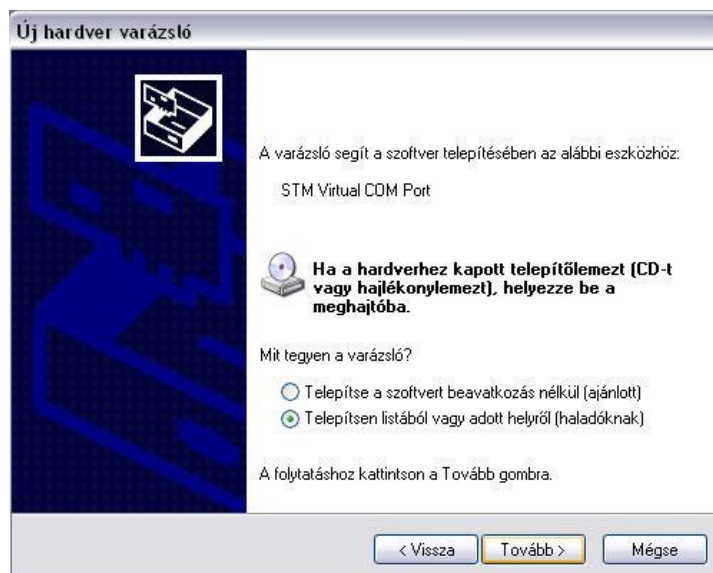 Új hardver varázsló
A varázsló segít a szoftver telepítésében az alábbi eszközhöz:
STM Virtual COM Port
Ha a hardverhez kapott telepítőlemezt (CD-t
vagy hajlékonylemezt), helyezze be a
meghajtóba.
Mit tegyen a varázsló?
Telepítse a szoftvert beavatkozás nélkül (ajánlott)
Telepítsen listából vagy adott helyről (haladóknak)
A folytatáshoz kattintson a Tovább gombra.
< Vissza Tovább > Mégse